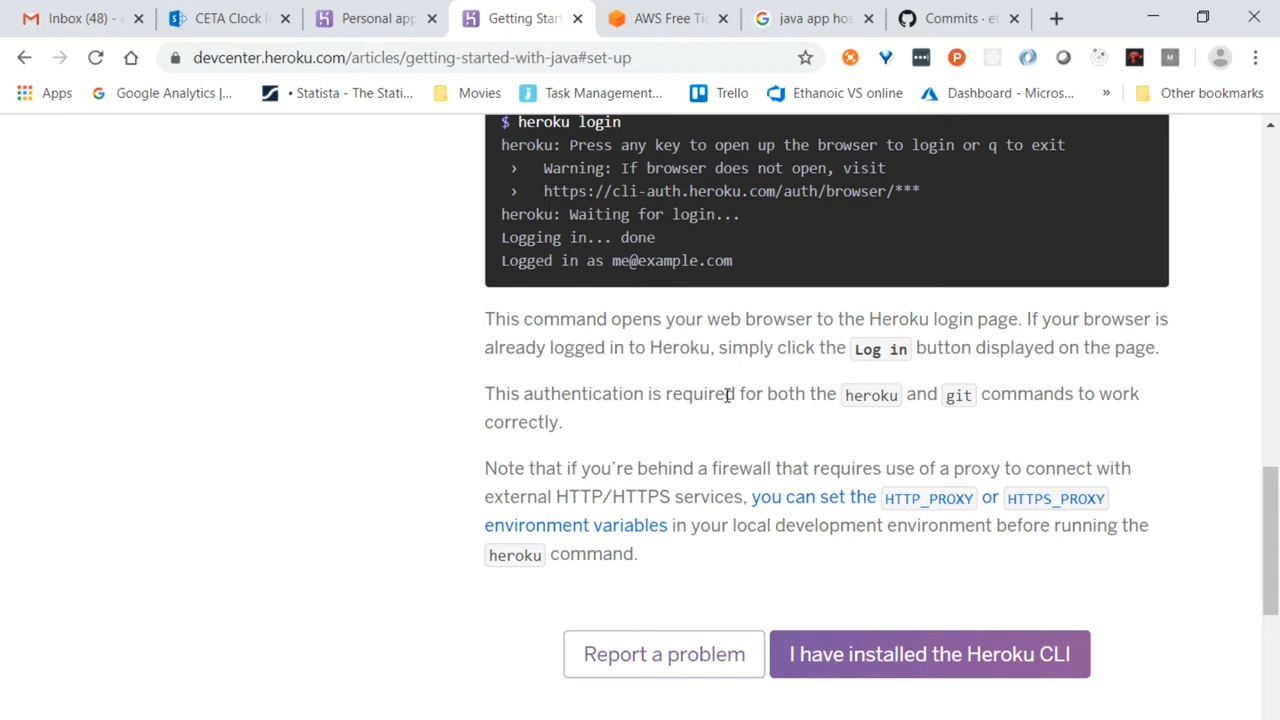 Inbox (48) - e
CETA Clock I
Personal app
Getting Star
AWS Free Tie
java app hos
Commits · et
devcenter.heroku.com/articles/getting-started-with-java#set-up
Apps
Google Analytics |...
• Statista - The Stati...
Movies
Task Management...
Trello
Ethanoic VS online
Dashboard - Micros...
»
Other bookmarks
$ heroku login
heroku: Press any key to open up the browser to login or q to exit
› Warning: If browser does not open, visit
› https://cli-auth.heroku.com/auth/browser/***
heroku: Waiting for login...
Logging in... done
Logged in as me@example.com
This command opens your web browser to the Heroku login page. If your browser is
already logged in to Heroku, simply click the Log in button displayed on the page.
This authentication is required for both the heroku and git commands to work
correctly.
Note that if you’re behind a firewall that requires use of a proxy to connect with
external HTTP/HTTPS services, you can set the HTTP_PROXY or HTTPS_PROXY
environment variables in your local development environment before running the
heroku command.
Report a problem
I have installed the Heroku CLI